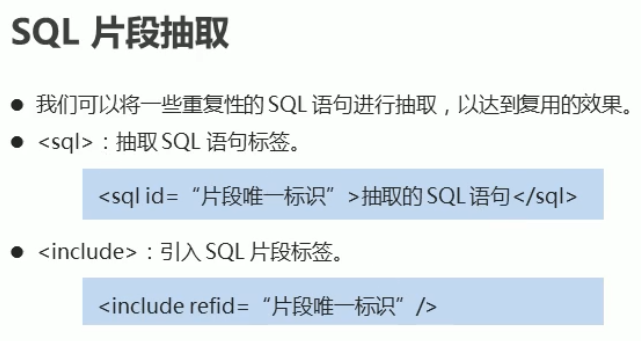 SQL 片段抽取
● 我们可以将一些重复性的 SQL 语句进行抽取，以达到复用的效果。
● <sql>：抽取 SQL 语句标签。
<sql id=“片段唯一标识”>抽取的 SQL 语句</sql>
● <include>：引入 SQL 片段标签。
<include refid=“片段唯一标识”/>